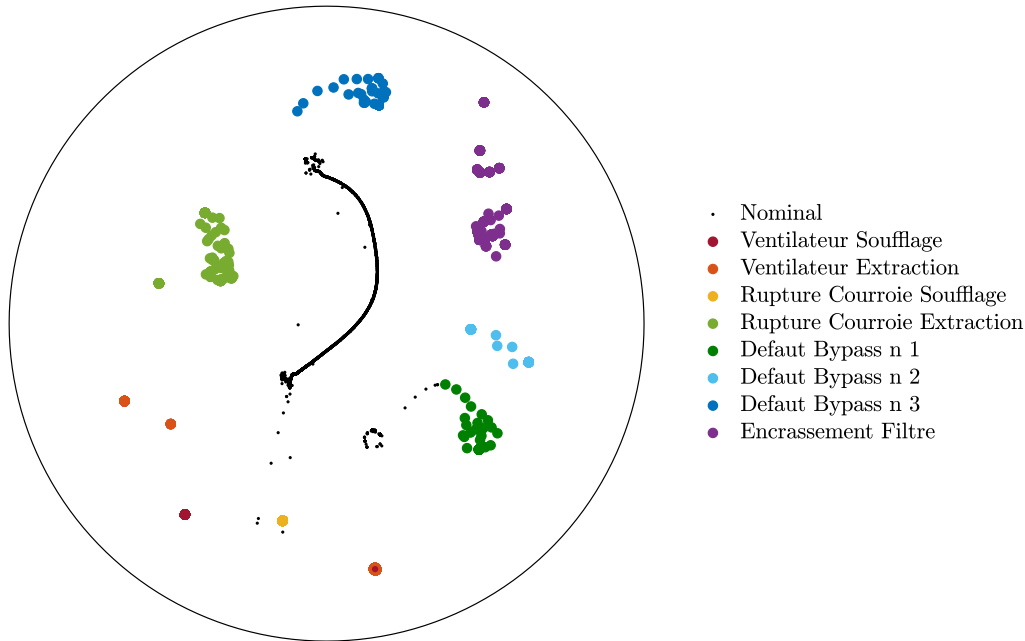 Nominal
Ventilateur Soufflage
Ventilateur Extraction
Rupture Courroie Soufflage
Rupture Courroie Extraction
Defaut Bypass n 1
Defaut Bypass n 2
Defaut Bypass n 3
Encrassement Filtre